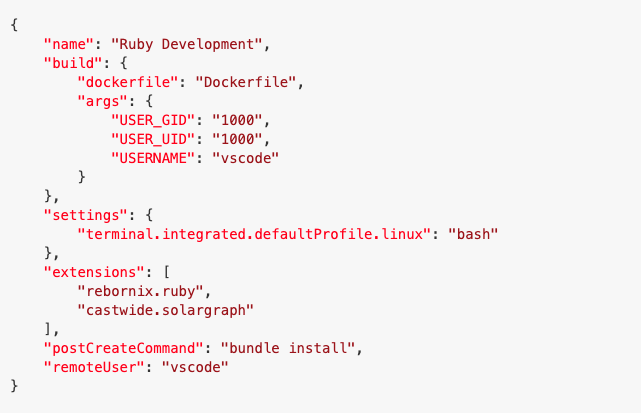 {
    "name": "Ruby Development",
    "build": {
        "dockerfile": "Dockerfile",
        "args": {
            "USER_GID": "1000",
            "USER_UID": "1000",
            "USERNAME": "vscode"
        }
    },
    "settings": {
        "terminal.integrated.defaultProfile.linux": "bash"
    },
    "extensions": [
        "rebornix.ruby",
        "castwide.solargraph"
    ],
    "postCreateCommand": "bundle install",
    "remoteUser": "vscode"
}